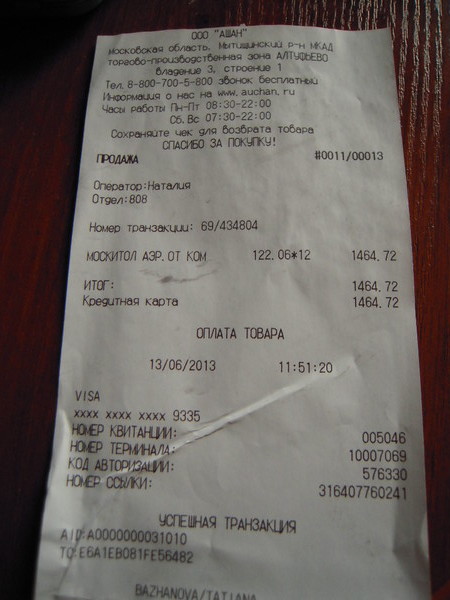 ООО "АШАН"
Московская область, Мытищинский р-н МКАД
торгово-производственная зона АЛТУФЬЕВО
владение 3, строение 1
Тел. 8-800-700-5-800 звонок бесплатный
Информация о нас на www.auchan.ru
Часы работы Пн-Пт 08:30-22:00
Сб.Вс 07:30-22:00
Сохраняйте чек для возврата товара
СПАСИБО ЗА ПОКУПКУ!
ПРОДАЖА #0011/00013
Оператор:Наталия
Отдел:808
Номер транзакции: 69/434804
МОСКИТОЛ АЭР.ОТ КОМ 122.06*12 1464.72
ИТОГ: 1464.72
Кредитная карта 1464.72
ОПЛАТА ТОВАРА
13/06/2013 11:51:20
VISA
xxxx xxxx xxxx 9335
НОМЕР КВИТАНЦИИ: 005046
НОМЕР ТЕРМИНАЛА: 10007069
КОД АВТОРИЗАЦИИ: 576330
НОМЕР ССЫЛКИ: 316407760241
УСПЕШНАЯ ТРАНЗАКЦИЯ
AID:A0000000031010
TC:E6A1EB081FE56482
BAZHANOVA/TATIANA